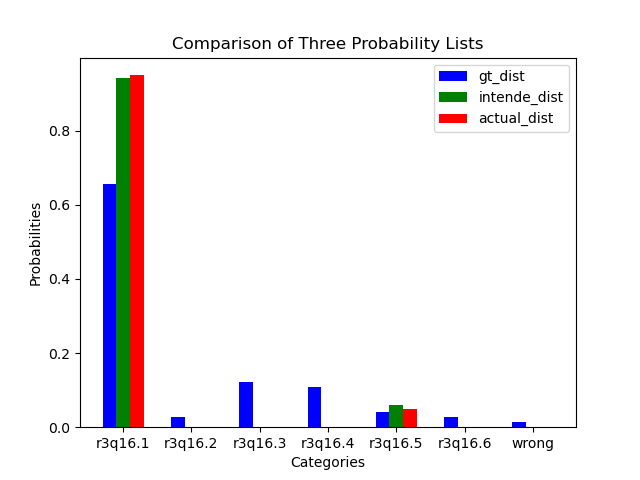 Comparison of Three Probability Lists
gt_dist
intende_dist
actual_dist
Probabilities
0.8
0.6
0.4
0.2
0.0
r3q16.1 r3q16.2 r3q16.3 r3q16.4 r3q16.5 r3q16.6 wrong
Categories